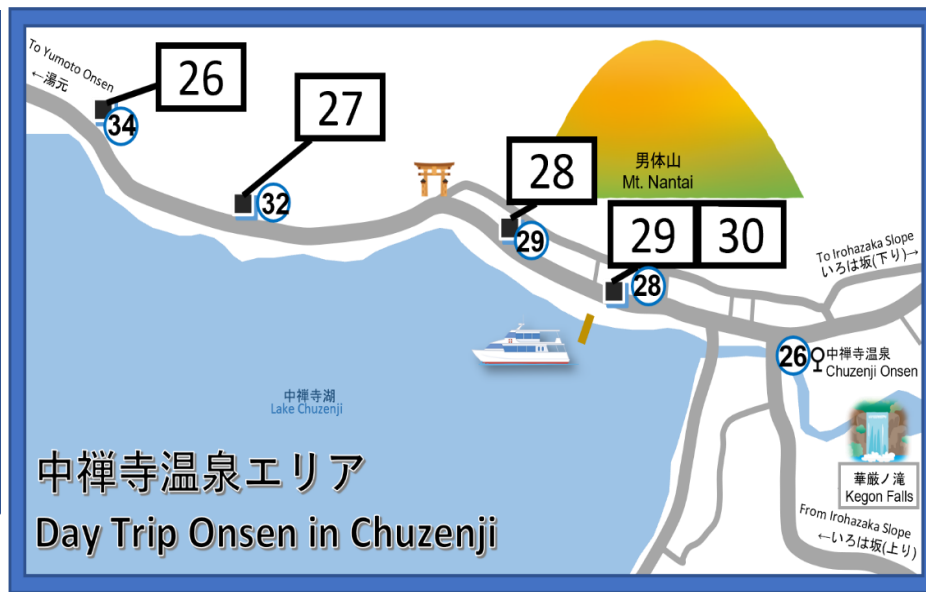 To Yumoto Onsen
←湯元
26
34
27
32
28
29
男体山
Mt. Nantai
29
30
28
To Irohazaka Slope
いろは坂(下り)→
26
中禅寺温泉
Chuzenji Onsen
中禅寺湖
Lake Chuzenji
華厳ノ滝
Kegon Falls
From Irohazaka Slope
←いろは坂(上り)
中禅寺温泉エリア
Day Trip Onsen in Chuzenji